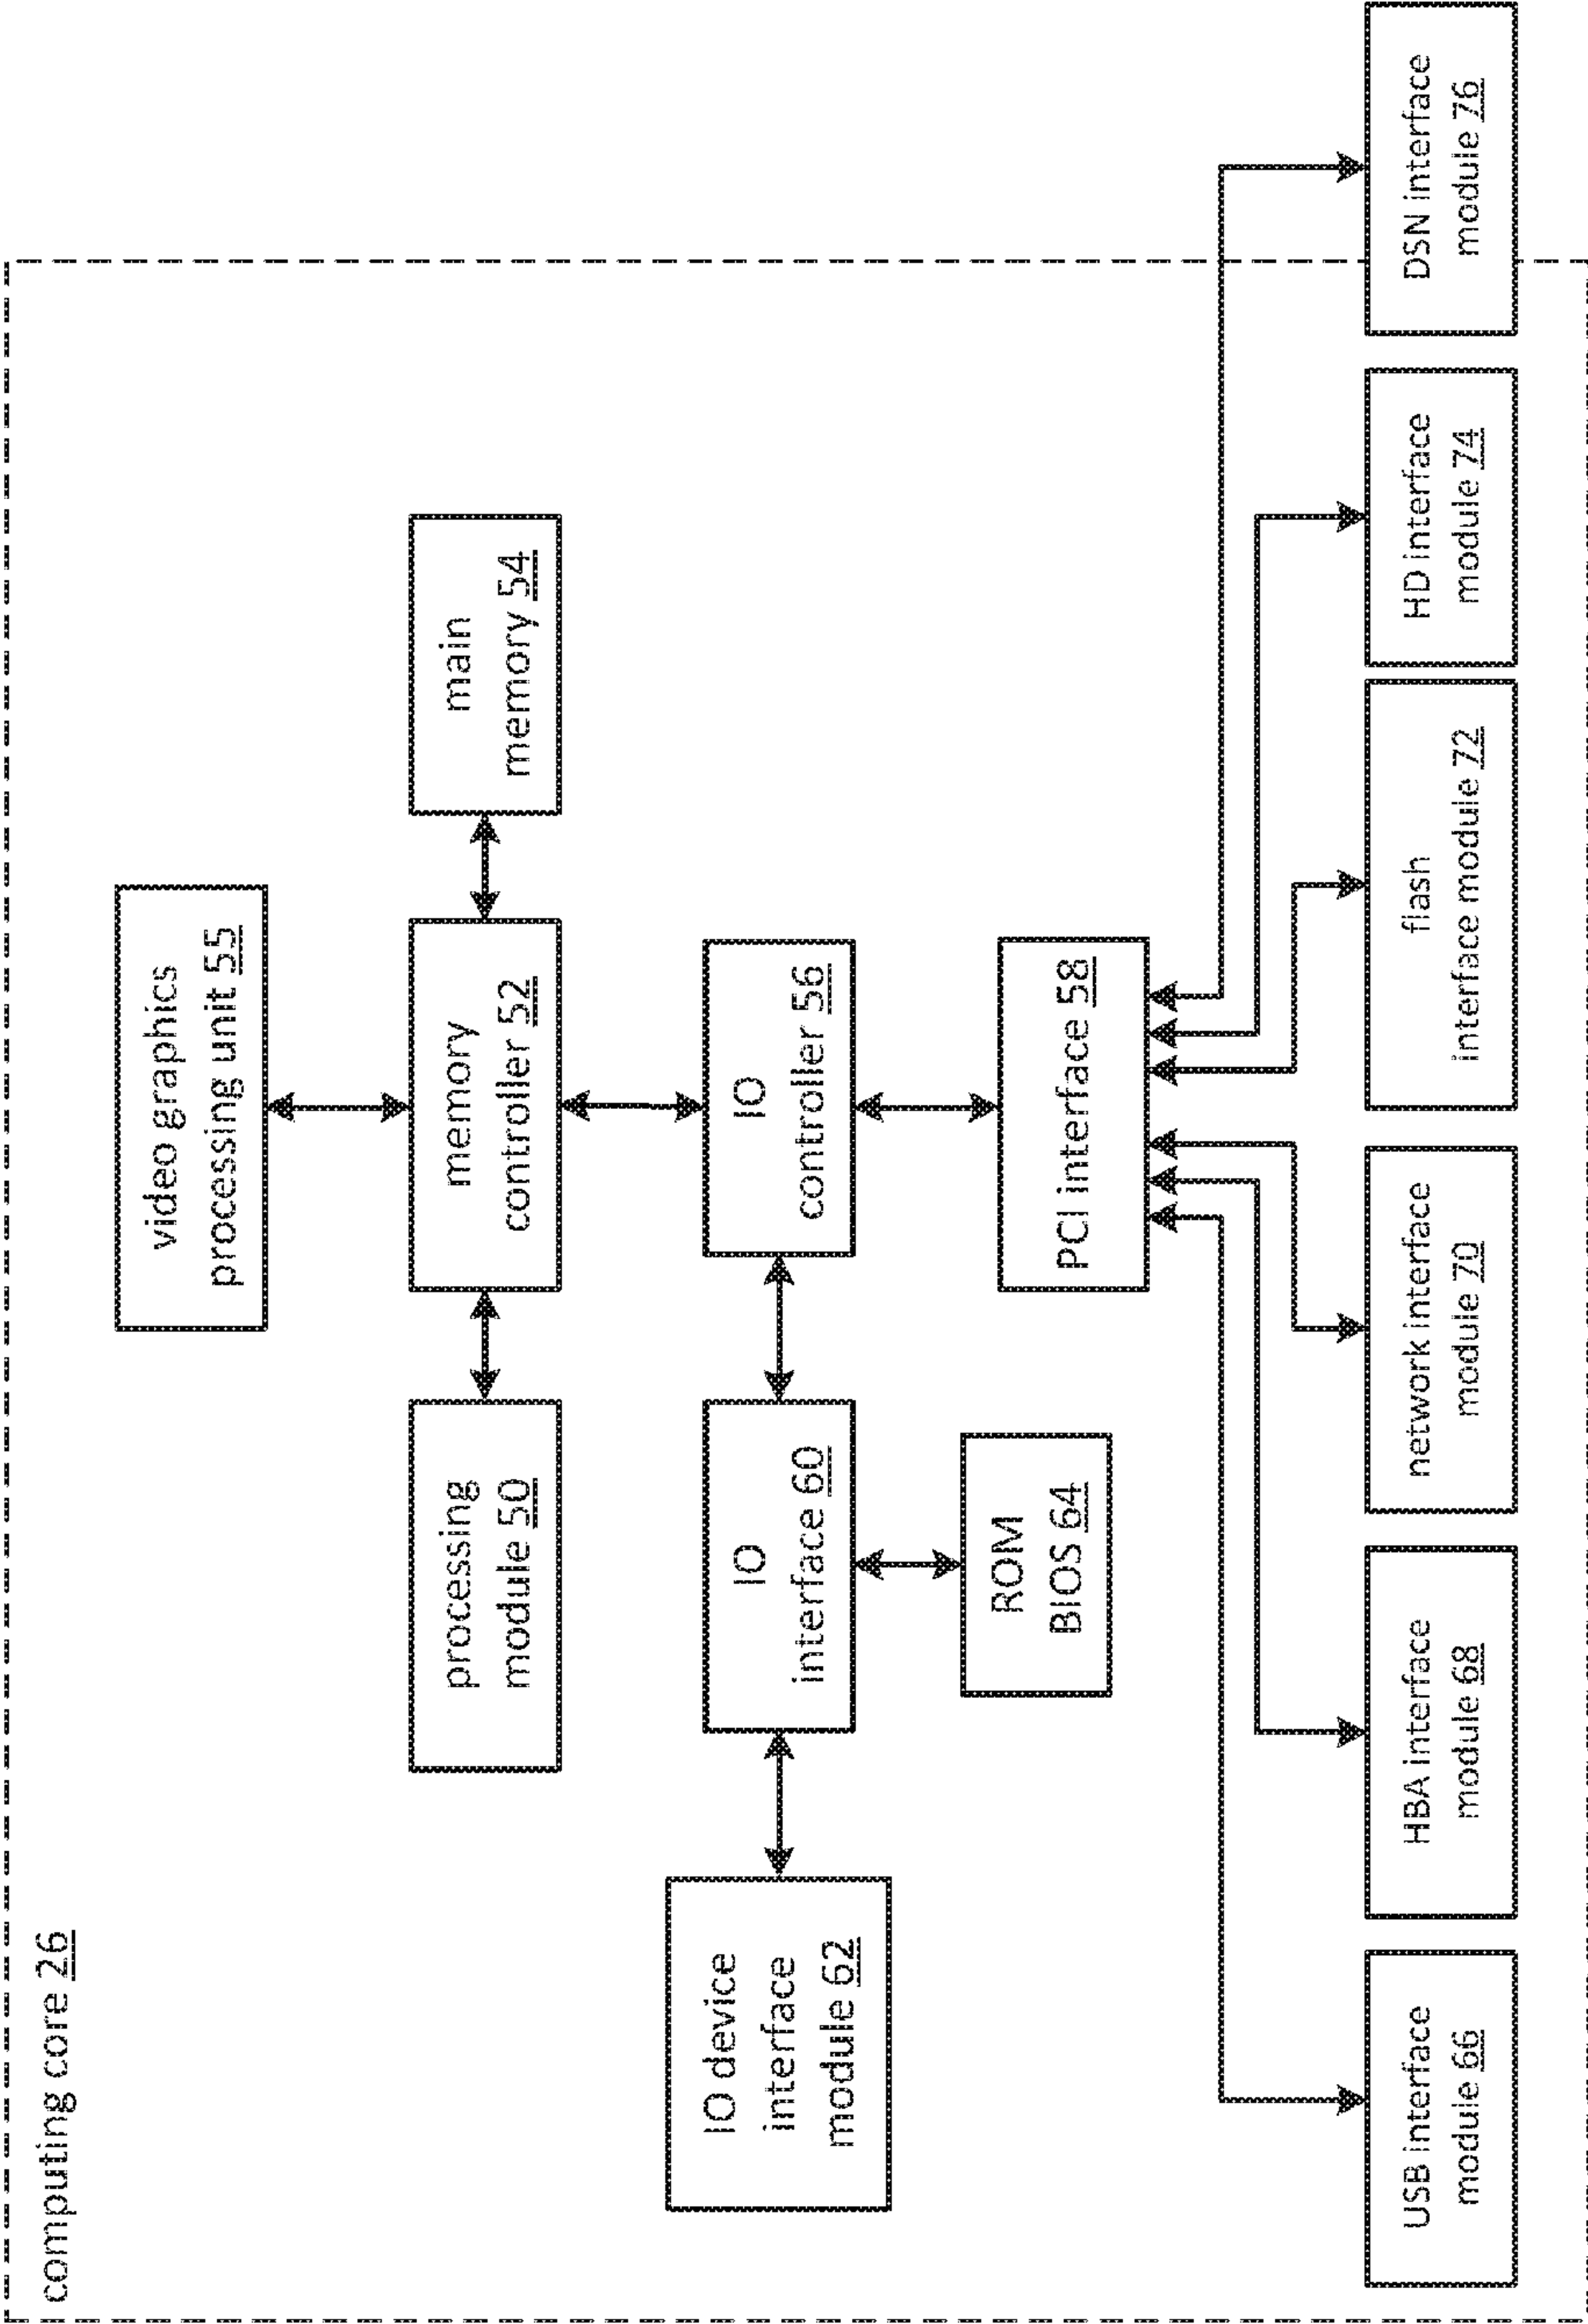 computing core 26
video graphics
processing unit 55
processing
module 50
memory
controller 52
main
memory 54
IO device
interface
module 62
IO
interface 60
IO
controller 56
ROM
BIOS 64
PCI interface 58
USB interface
module 66
HBA interface
module 68
network interface
module 70
flash
interface module 72
HD interface
module 74
DSN interface
module 76